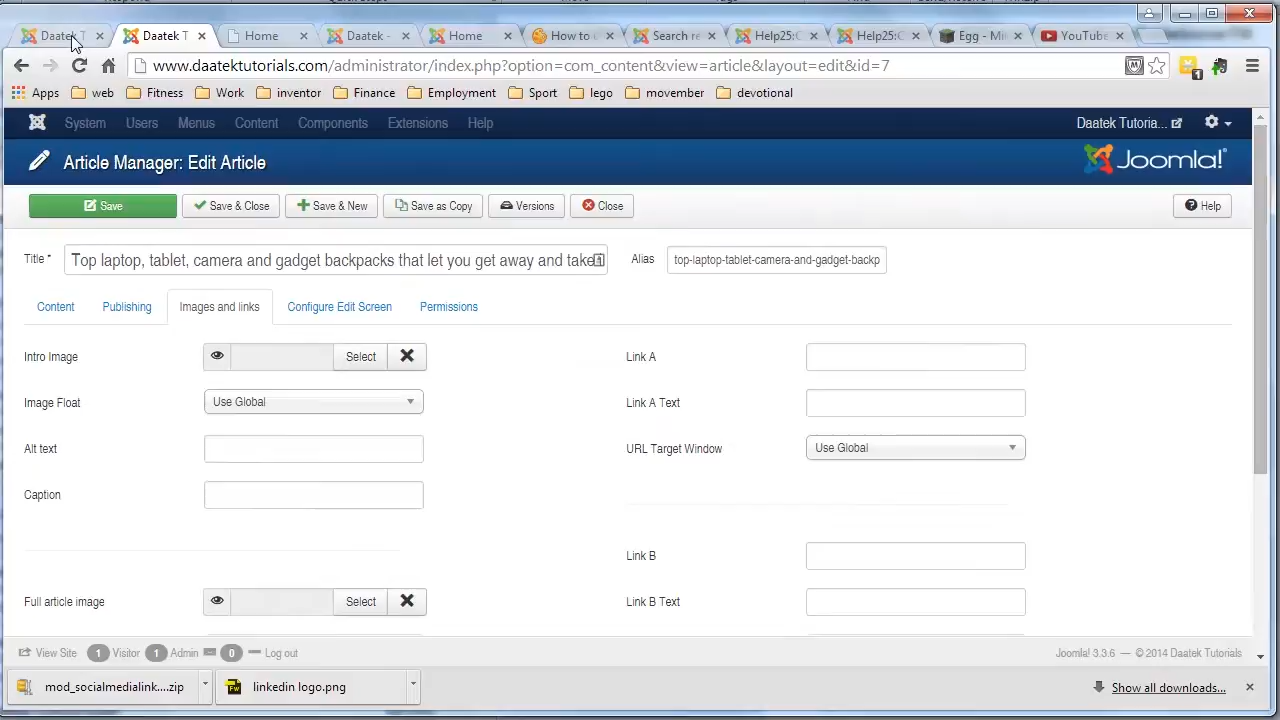 Daatek T
Daatek T
Home
Daatek -
Home
How to
Search re
Help25: C
Help25: C
Egg - Mi
YouTube
www.daatektutorials.com/administrator/index.php?option=com_content&view=article&layout=edit&id=7
1
Apps web Fitness Work inventor Finance Employment Sport lego movember devotional
System Users Menus Content Components Extensions Help Daatek Tutoria...
Article Manager: Edit Article
Joomla!®
Save Save & Close Save & New Save as Copy Versions Close Help
Title * Top laptop, tablet, camera and gadget backpacks that let you get away and take Alias top-laptop-tablet-camera-and-gadget-backp
Content Publishing Images and links Configure Edit Screen Permissions
Intro Image Select Link A
Image Float Use Global Link A Text
Alt text URL Target Window Use Global
Caption
Link B
Full article image Select Link B Text
View Site 1 Visitor 1 Admin 0 Log out Joomla! 3.3.6 — © 2014 Daatek Tutorials
mod_socialmedialink....zip linkedin logo.png Show all downloads...